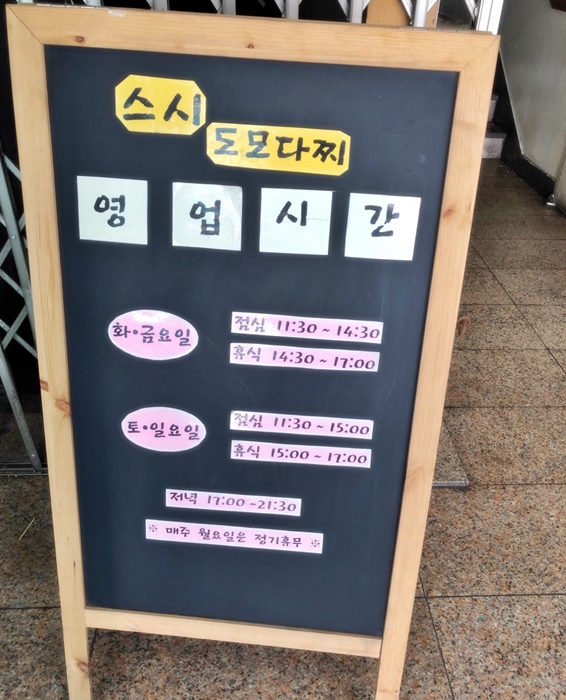 스시
도모다찌
영 업 시 간
화·금요일
점심 11:30 ~ 14:30
휴식 14:30 ~ 17:00
토·일요일
점심 11:30 ~ 15:00
휴식 15:00 ~ 17:00
저녁 17:00 ~21:30
※ 매주 월요일은 정기휴무 ※